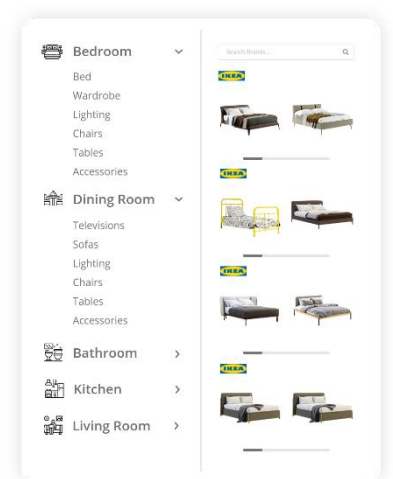 Bedroom
Bed
Wardrobe
Lighting
Chairs
Tables
Accessories
Dining Room
Televisions
Sofas
Lighting
Chairs
Tables
Accessories
Bathroom
Kitchen
Living Room
Search Brands...
IKEA
IKEA
IKEA
IKEA